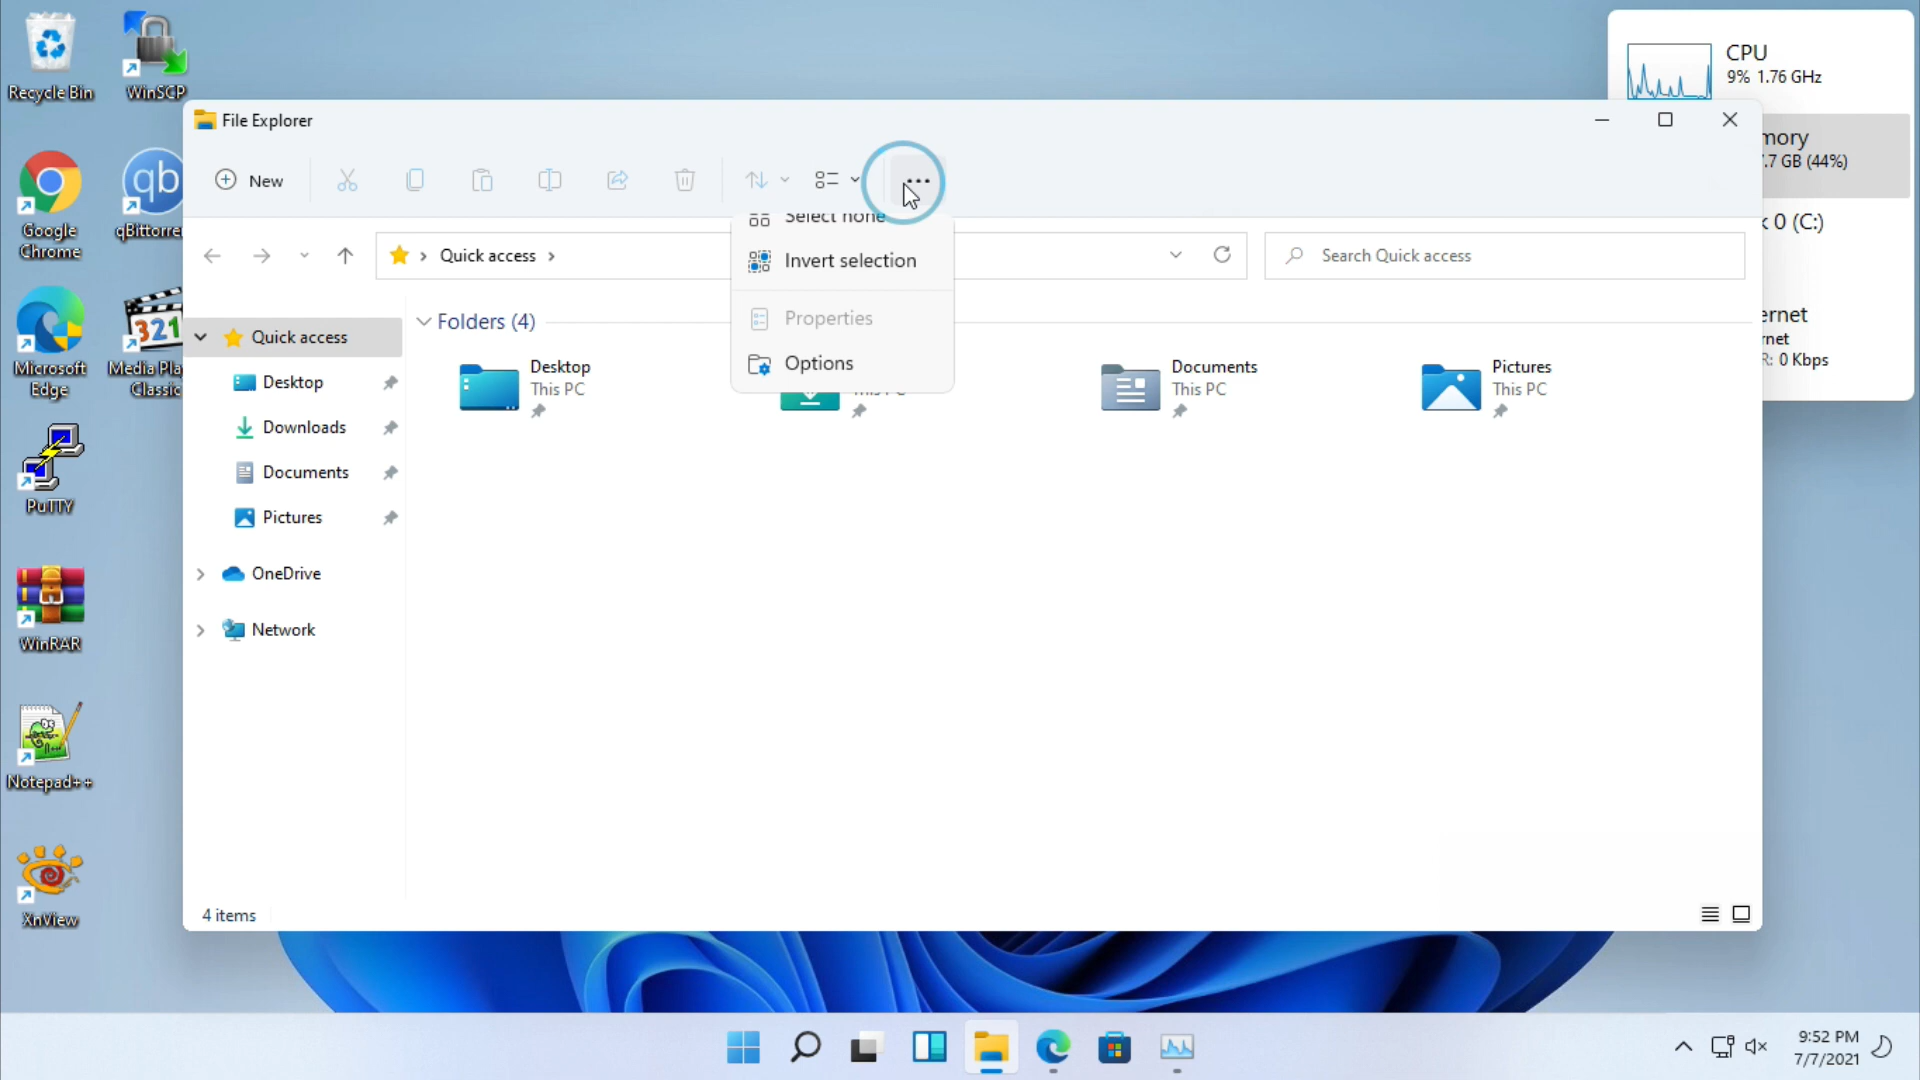 Recycle Bin
WinSCP
Google
Chrome
qBittorre
Microsoft
Edge
Media Pla
Classic
PuTTY
WinRAR
Notepad++
XnView
File Explorer
New
Select none
Invert selection
Properties
Options
Quick access
Search Quick access
Quick access
Desktop
Downloads
Documents
Pictures
OneDrive
Network
Folders (4)
Desktop
This PC
This PC
Documents
This PC
Pictures
This PC
4 items
CPU
9% 1.76 GHz
mory
.7 GB (44%)
k 0 (C:)
ernet
rnet
R: 0 Kbps
9:52 PM
7/7/2021